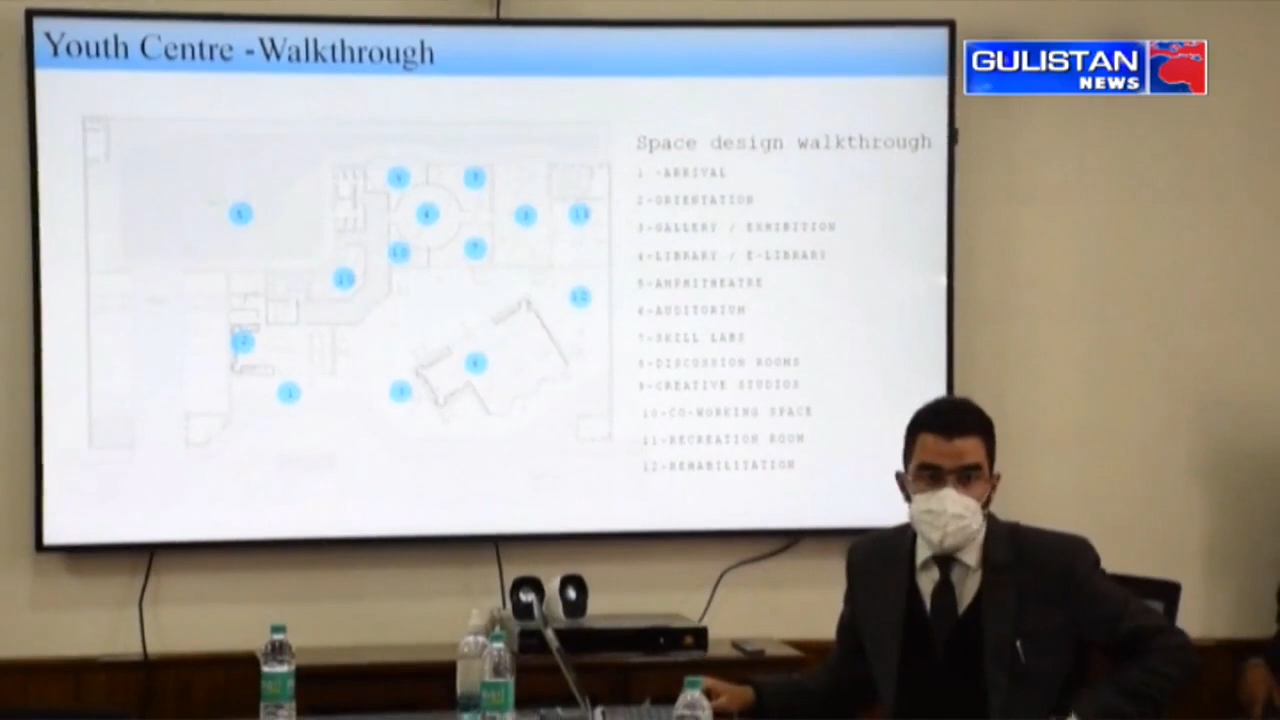 Youth Centre -Walkthrough
GULISTAN
NEWS
Space design walkthrough
1 -ARRIVAL
2-ORIENTATION
3-GALLERY / EXHIBITION
4-LIBRARY / E-LIBRARY
5-AMPHITHEATRE
6-AUDITORIUM
7-SKILL LABS
8-DISCUSSION ROOMS
9-CREATIVE STUDIOS
10-CO-WORKING SPACE
11-RECREATION ROOM
12-REHABILITATION